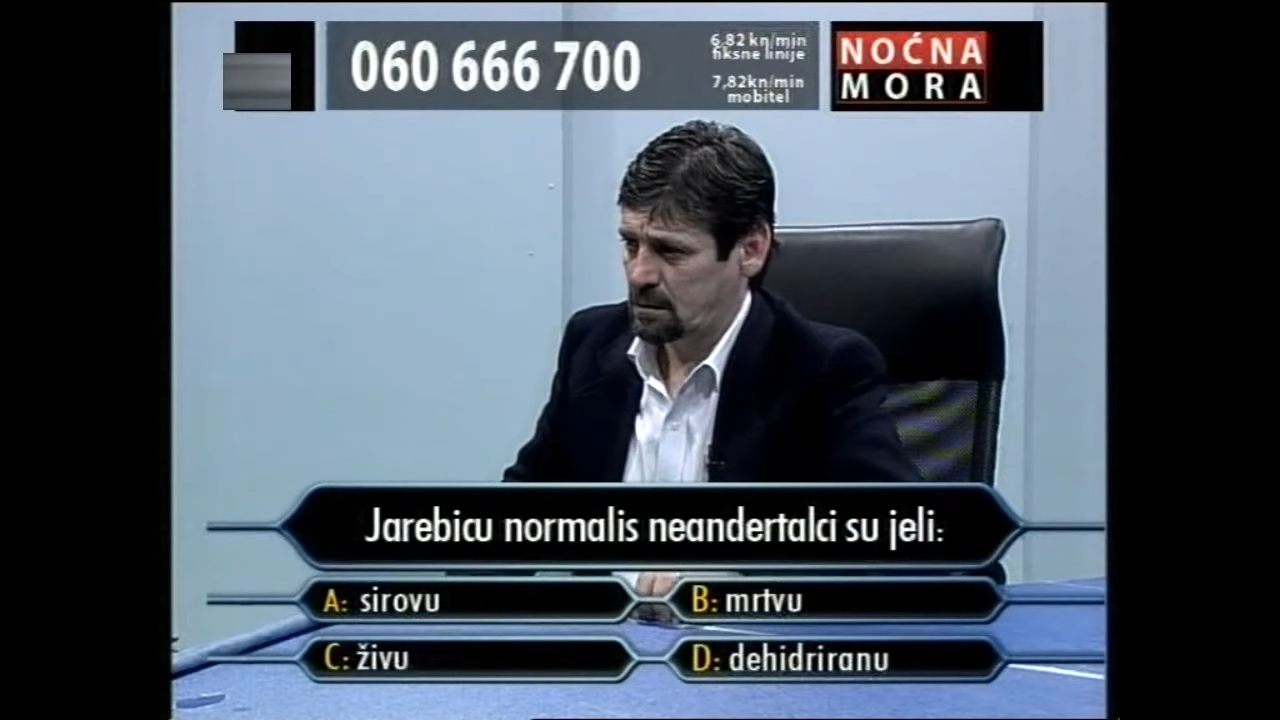 060 666 700
6,82 kn/min
fiksne linije
7,82kn/min
mobitel
NOĆNA
MORA
Jarebicu normalis neandertalci su jeli:
A: sirovu
B: mrtvu
C: živu
D: dehidriranu